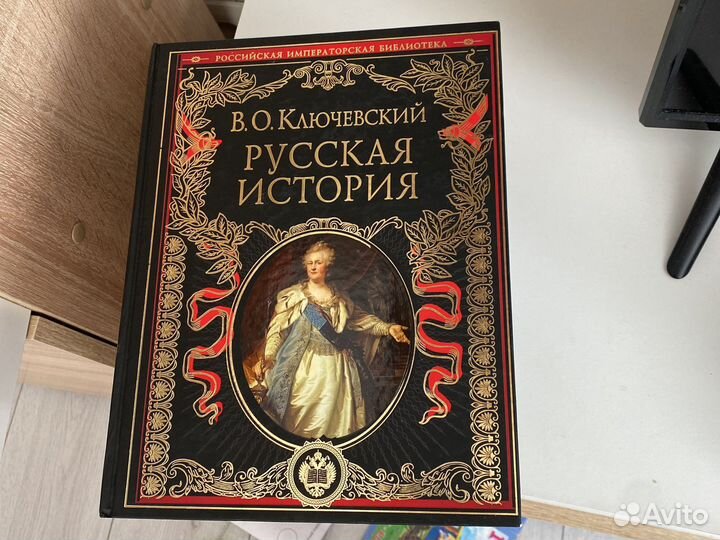 РОССИЙСКАЯ ИМПЕРАТОРСКАЯ БИБЛИОТЕКА
В. О. КЛЮЧЕВСКИЙ
РУССКАЯ
ИСТОРИЯ
Avito